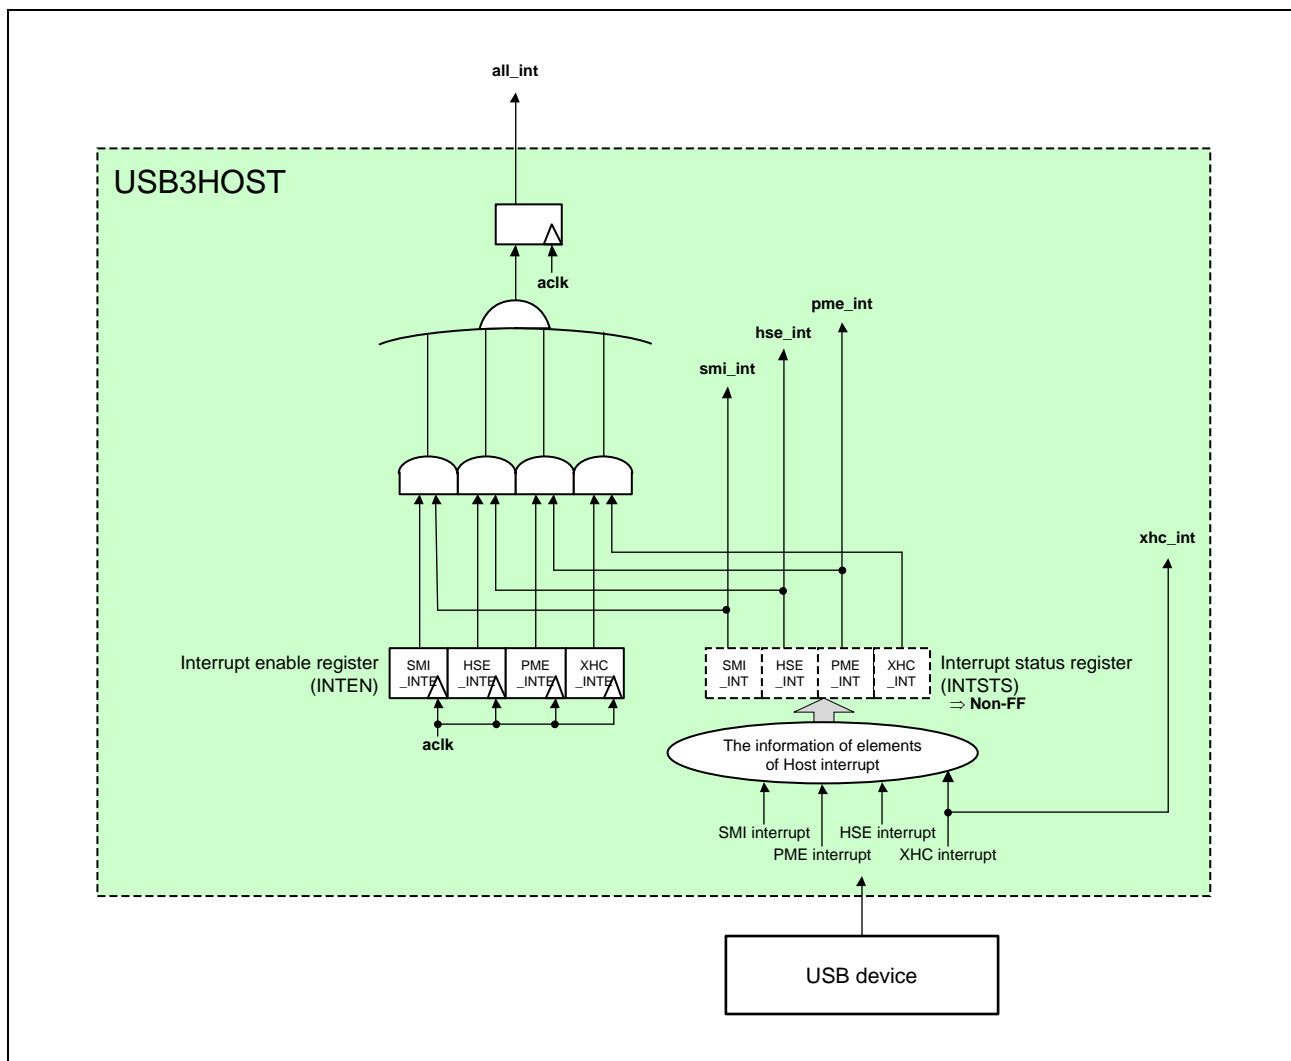 all_int
USB3HOST
aclk
pme_int
hse_int
smi_int
xhc_int
Interrupt enable register
(INTEN)
SMI
_INTE
HSE
_INTE
PME
_INTE
XHC
_INTE
SMI
_INT
HSE
_INT
PME
_INT
XHC
_INT
Interrupt status register
(INTSTS)
⇒ Non-FF
aclk
The information of elements
of Host interrupt
SMI interrupt
HSE interrupt
PME interrupt
XHC interrupt
USB device